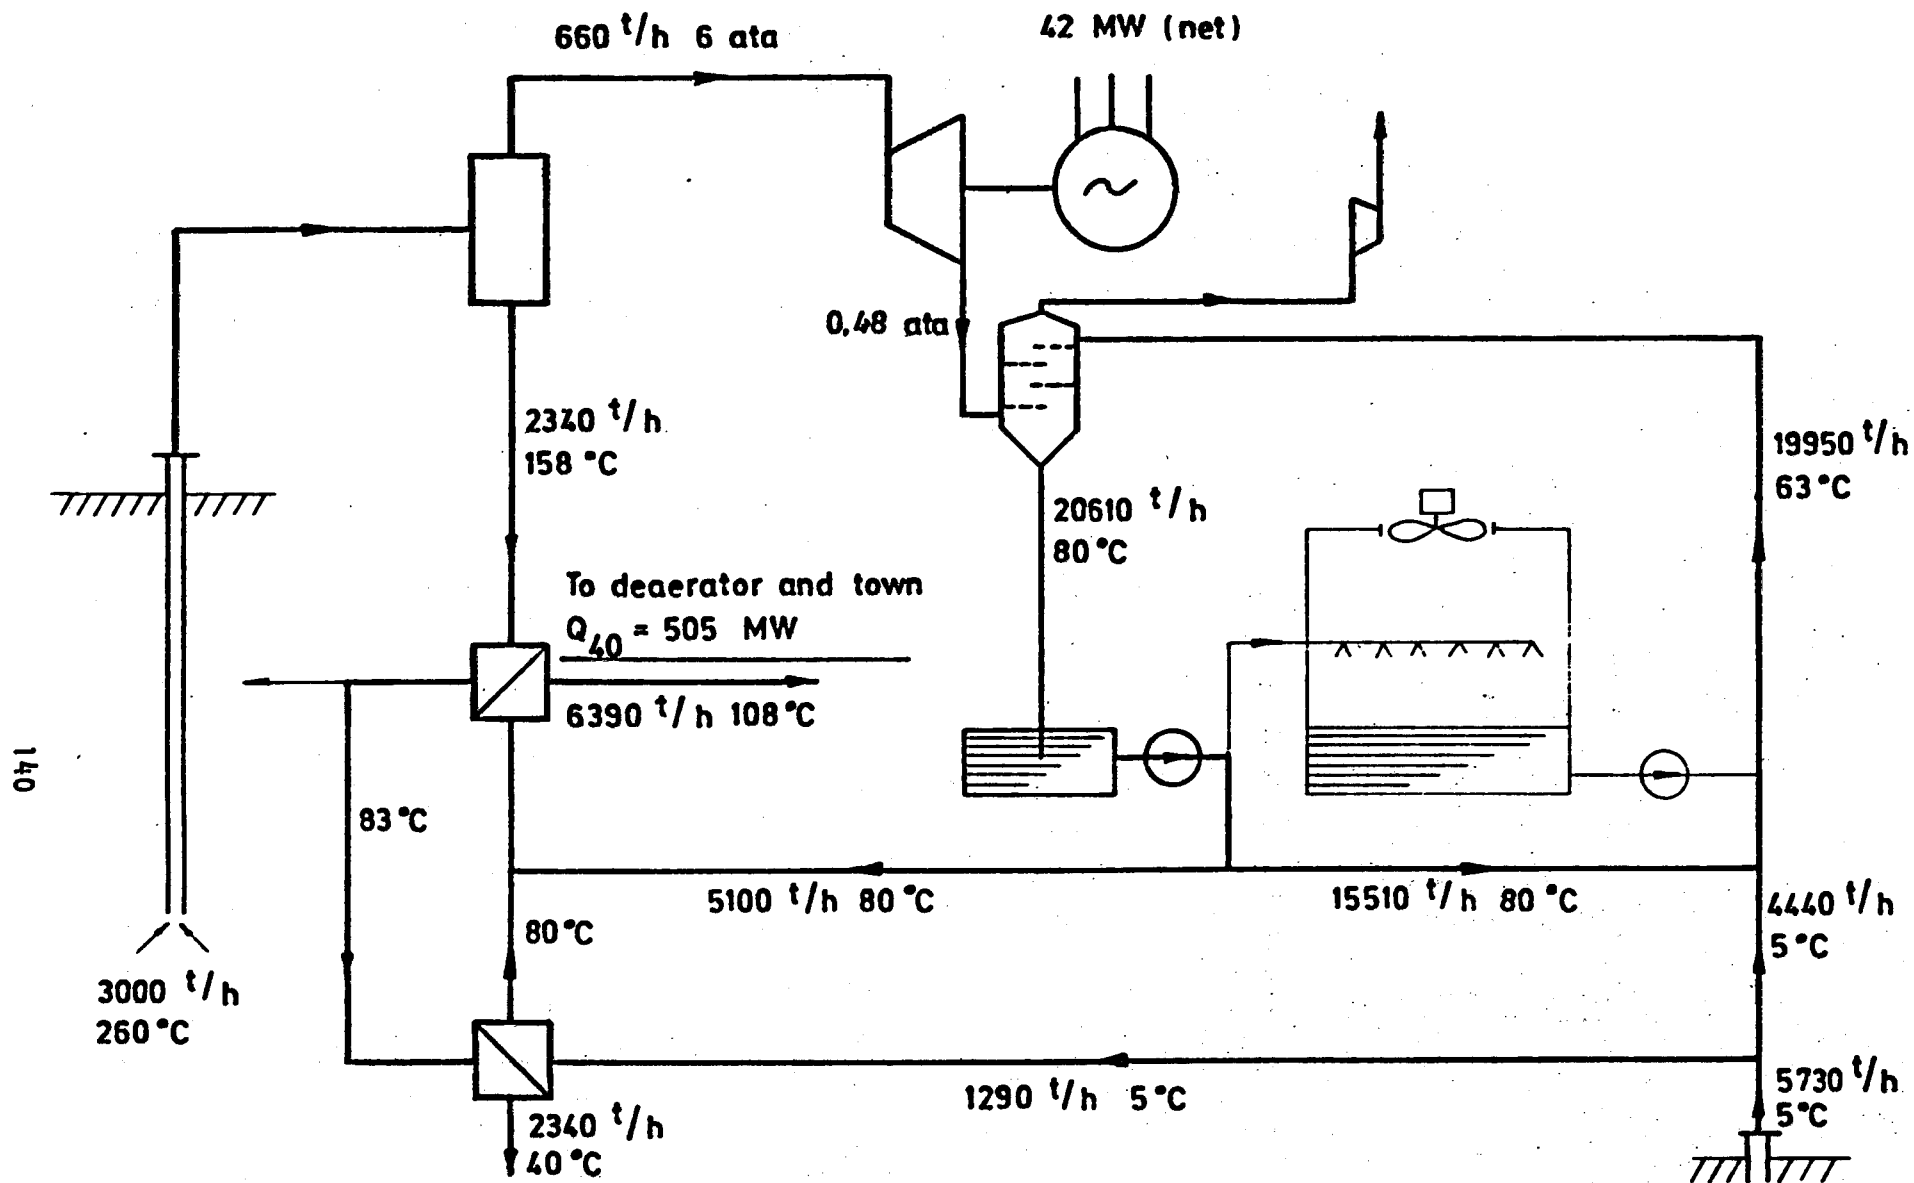 660 t/h 6 ata
42 MW (net)
0,48 ata
2340 t/h
158 °C
19950 t/h
63 °C
20610 t/h
80 °C
To deaerator and town
Q40 = 505 MW
6390 t/h 108 °C
140
83 °C
5100 t/h 80 °C
15510 t/h 80 °C
4440 t/h
5 °C
80 °C
3000 t/h
260 °C
1290 t/h 5 °C
5730 t/h
5 °C
2340 t/h
40 °C